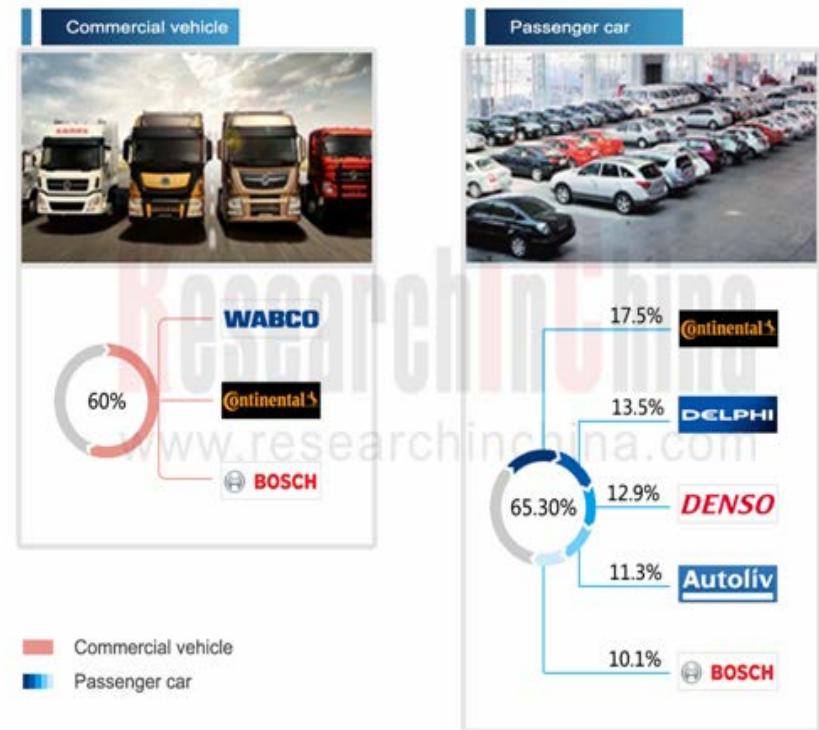 Commercial vehicle
60%
WABCO
Continental
BOSCH
Passenger car
17.5%
Continental
13.5%
DELPHI
65.30%
12.9%
DENSO
11.3%
Autoliv
10.1%
BOSCH
Commercial vehicle
Passenger car
ResearchInChina
www.researchinchina.com